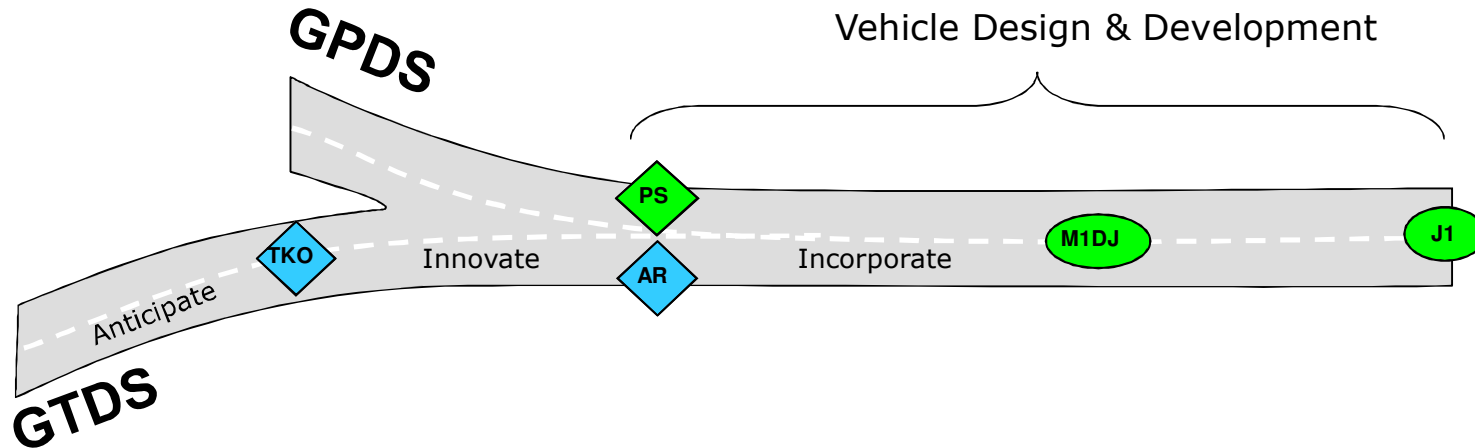 GPDS
Vehicle Design & Development
PS
TKO
Innovate
AR
Incorporate
M1DJ
J1
Anticipate
GTDS